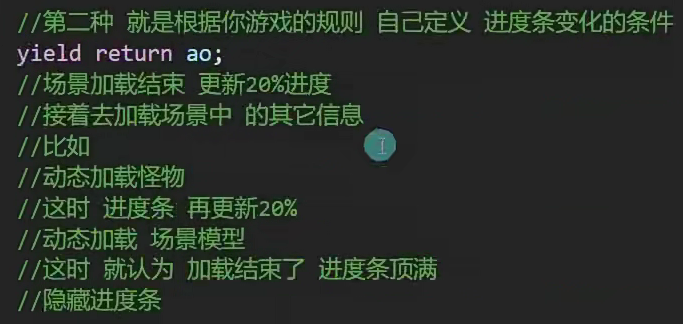 //第二种 就是根据你游戏的规则 自己定义 进度条变化的条件
yield return ao;
//场景加载结束 更新20%进度
//接着去加载场景中 的其它信息
//比如
//动态加载怪物
//这时 进度条 再更新20%
//动态加载 场景模型
//这时 就认为 加载结束了 进度条顶满
//隐藏进度条